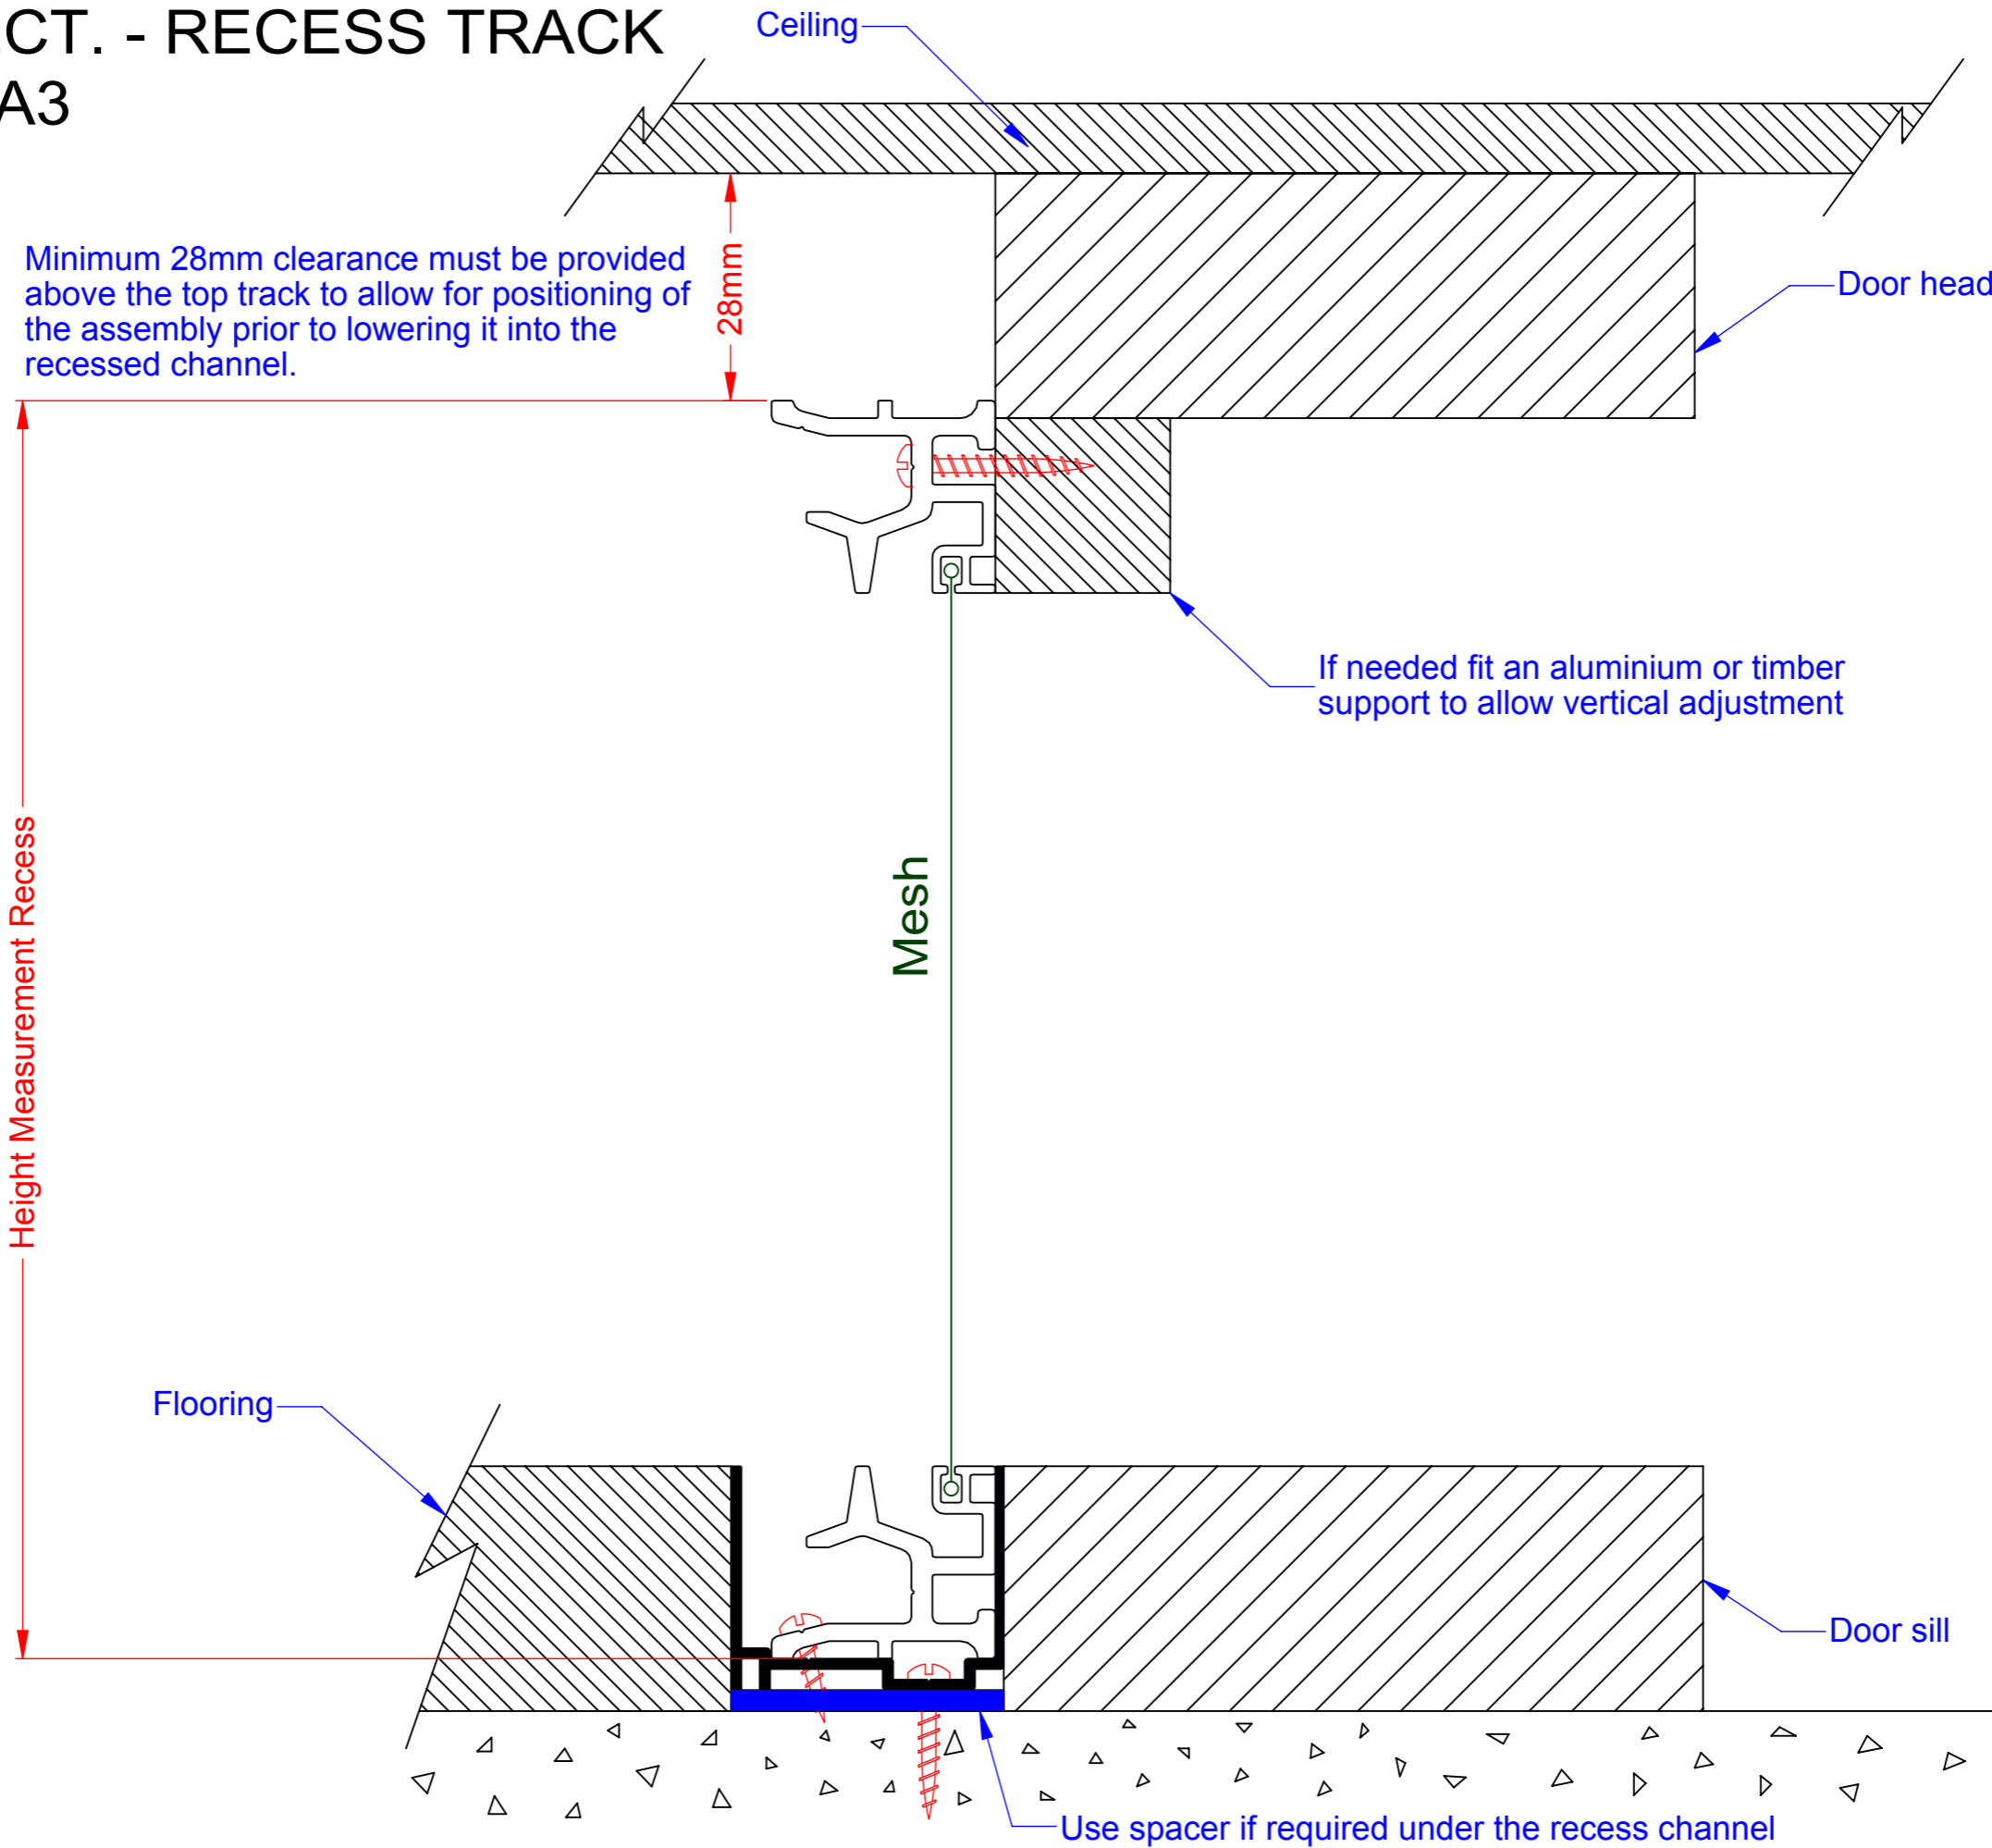 CT. - RECESS TRACK
A3
Ceiling
Minimum 28mm clearance must be provided
above the top track to allow for positioning of
the assembly prior to lowering it into the
recessed channel.
28mm
Door head
If needed fit an aluminium or timber
support to allow vertical adjustment
Height Measurement Recess
Mesh
Flooring
Door sill
Use spacer if required under the recess channel